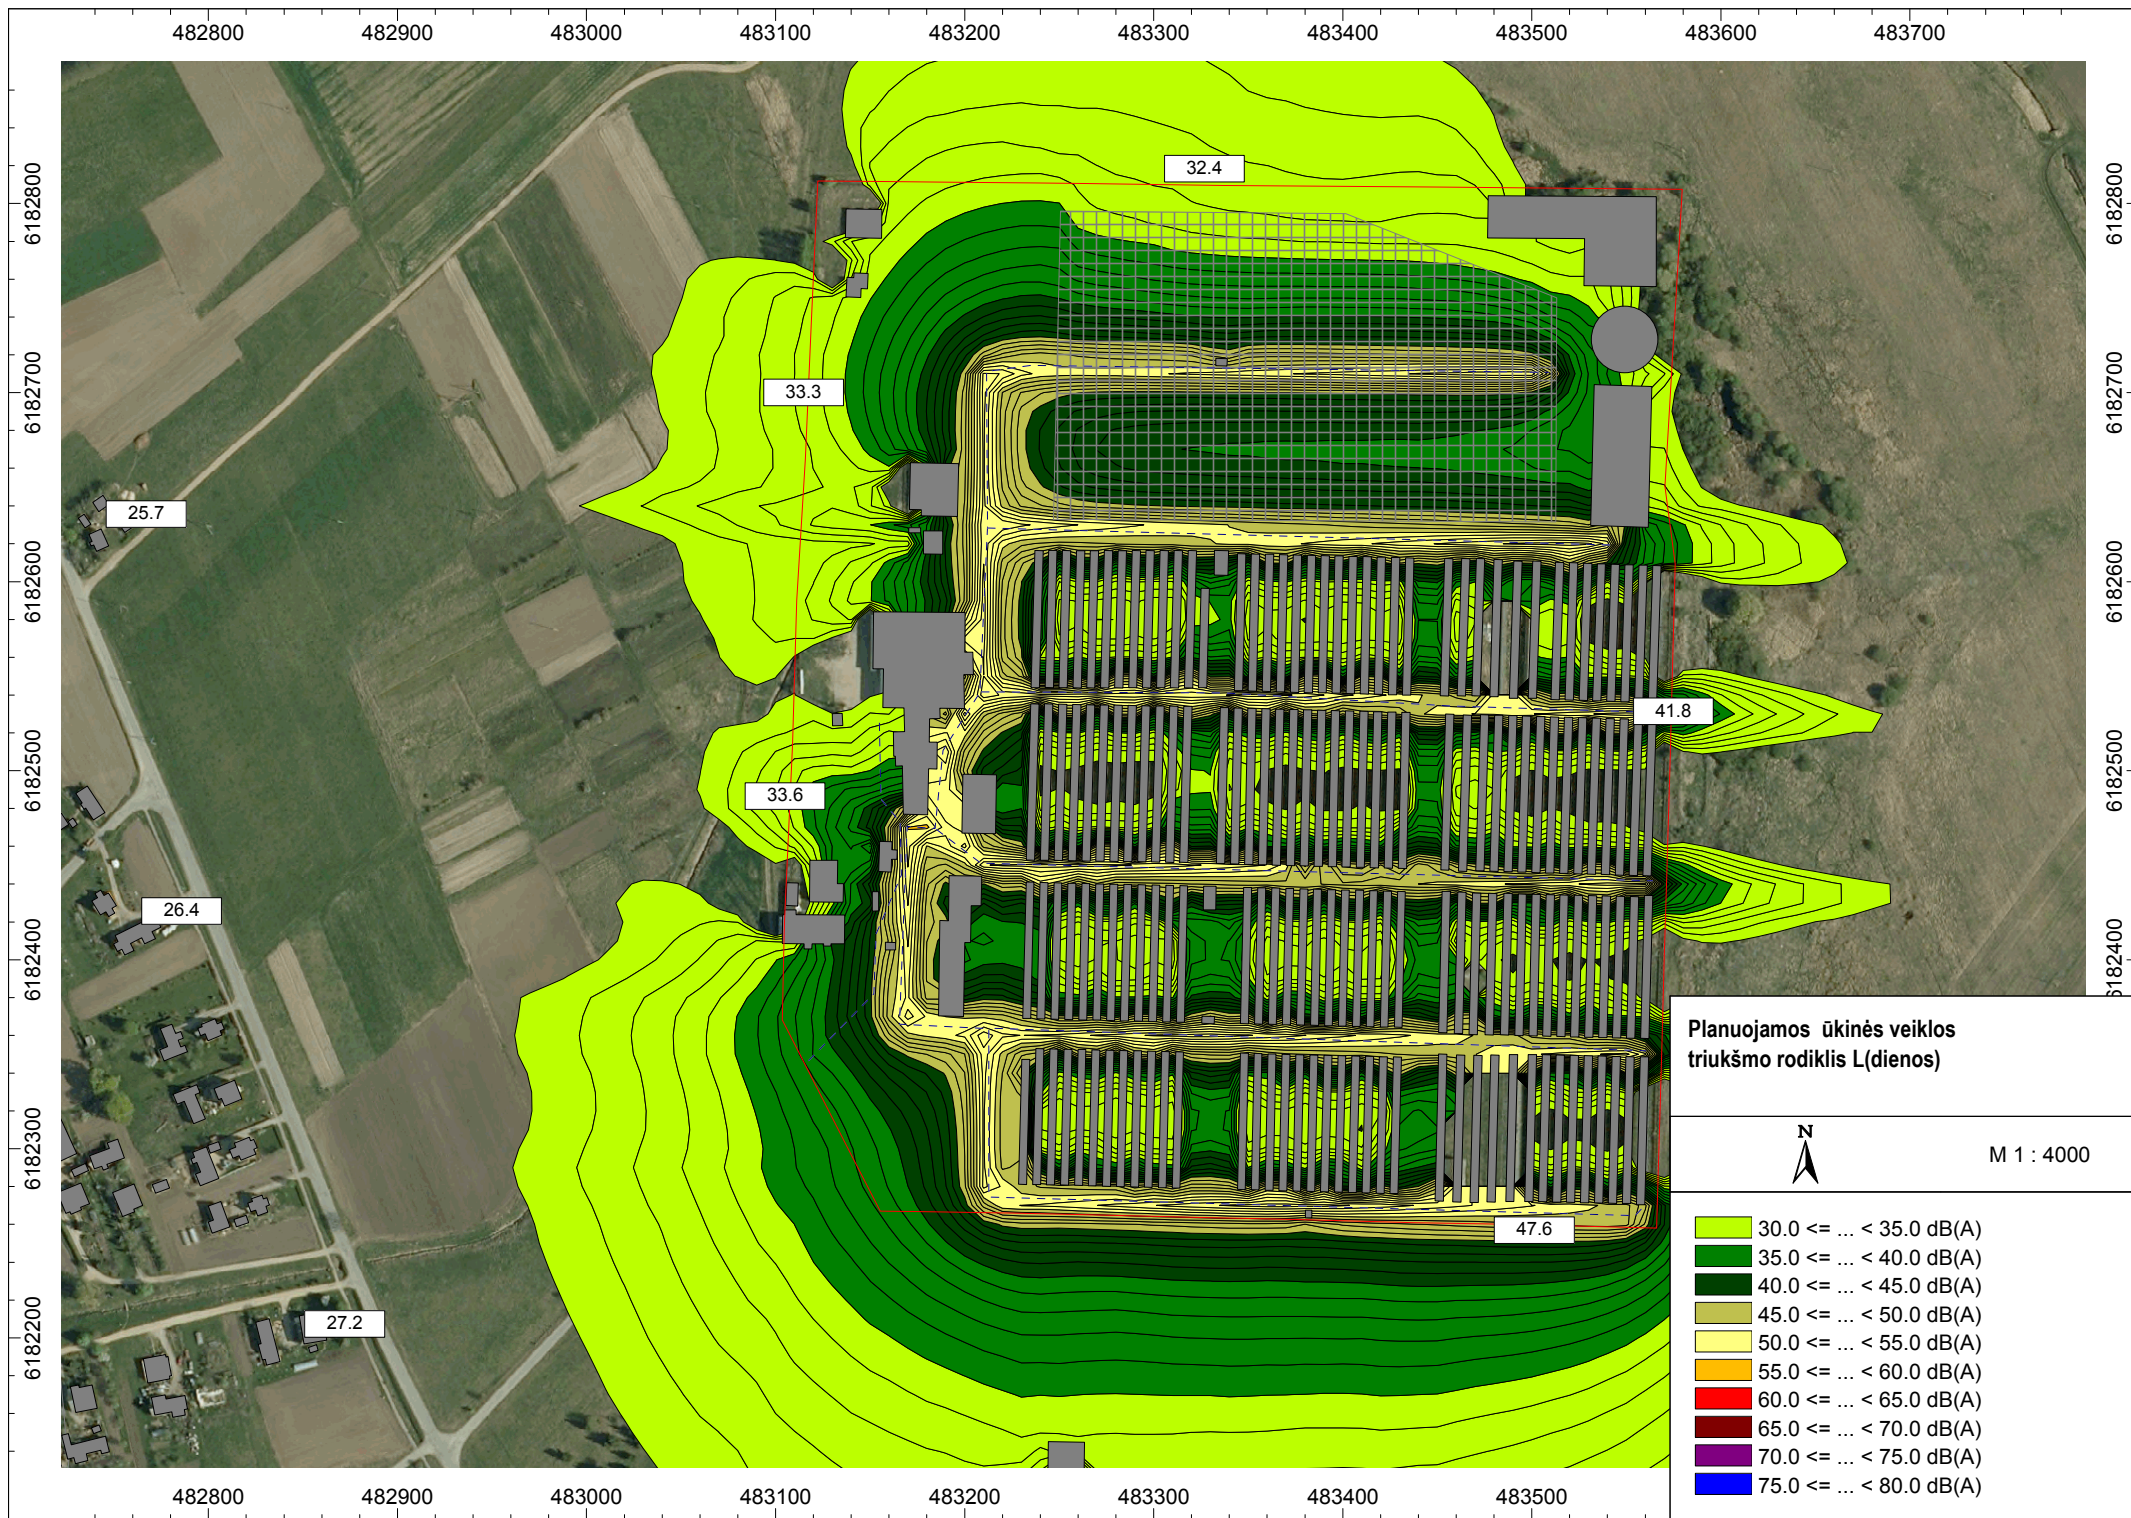 482800 482900 483000 483100 483200 483300 483400 483500 483600 483700
6182800
6182800
32.4
6182700
6182700
33.3
25.7
6182600
6182600
41.8
6182500
6182500
33.6
26.4
6182400
6182400
Planuojamos ūkinės veiklos
triukšmo rodiklis L(dienos)
6182300
N
M 1 : 4000
47.6
6182200
27.2
30.0 <= ... < 35.0 dB(A)
35.0 <= ... < 40.0 dB(A)
40.0 <= ... < 45.0 dB(A)
45.0 <= ... < 50.0 dB(A)
50.0 <= ... < 55.0 dB(A)
55.0 <= ... < 60.0 dB(A)
60.0 <= ... < 65.0 dB(A)
65.0 <= ... < 70.0 dB(A)
70.0 <= ... < 75.0 dB(A)
75.0 <= ... < 80.0 dB(A)
482800 482900 483000 483100 483200 483300 483400 483500